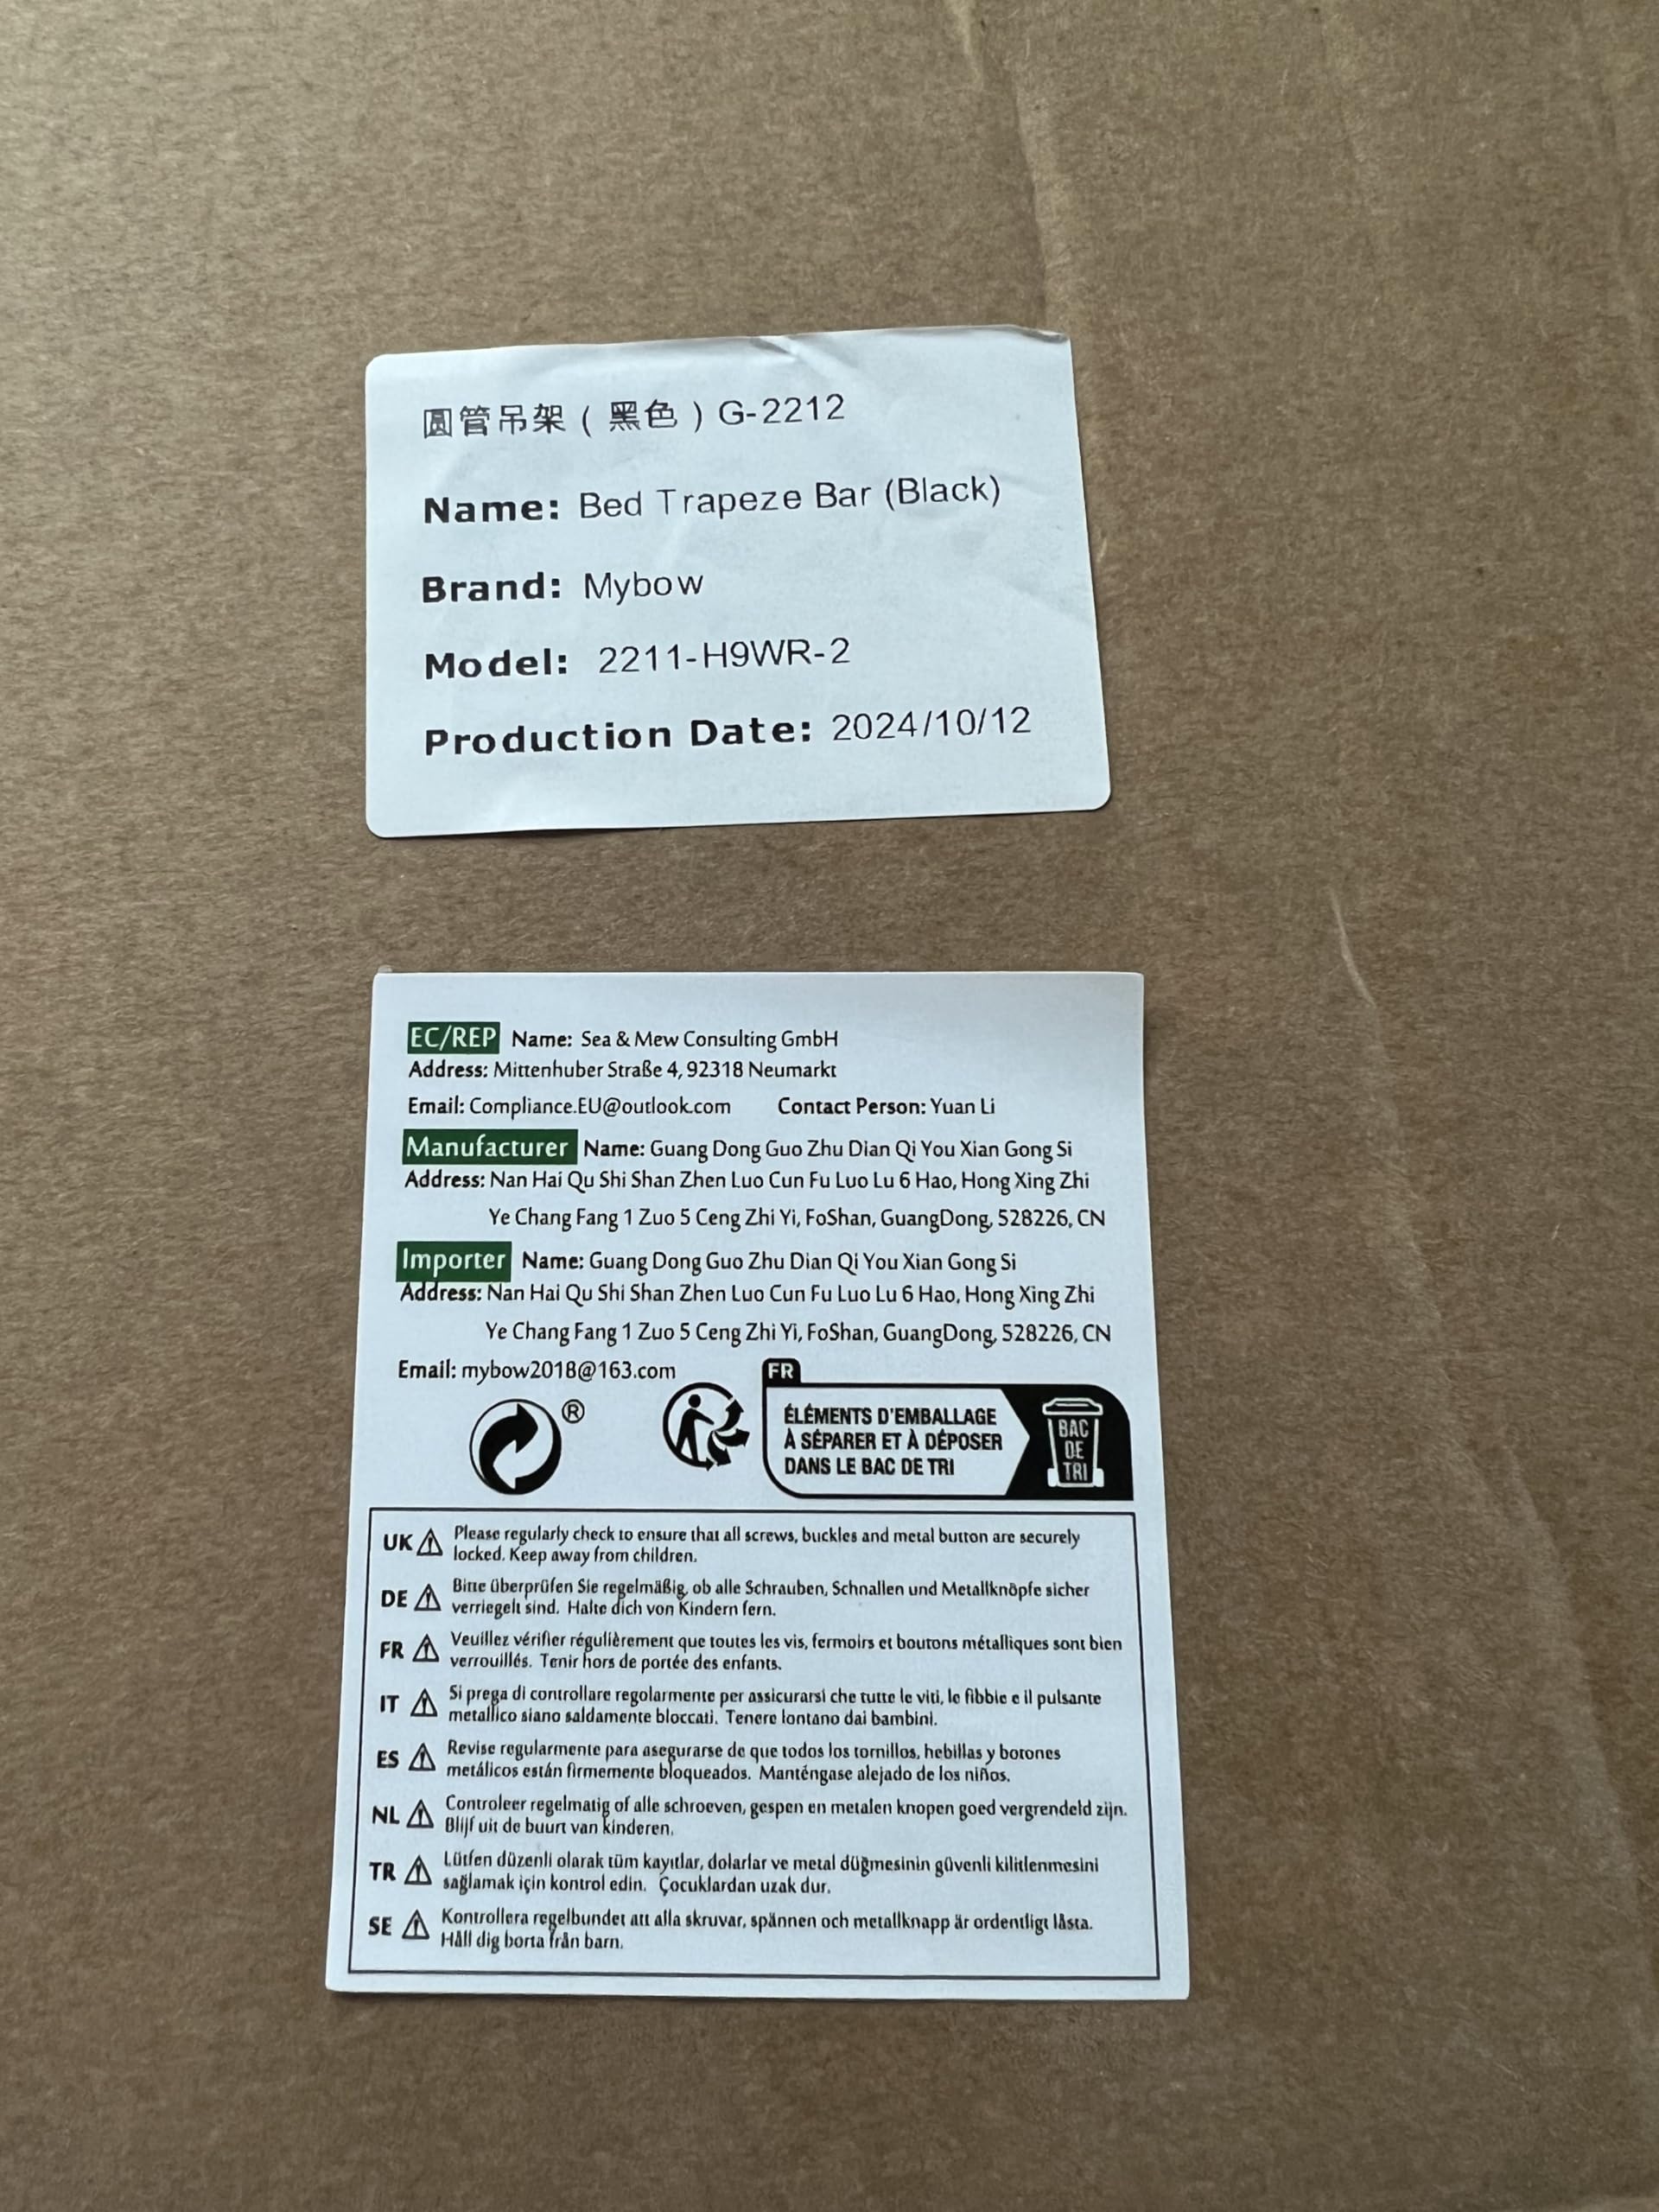 圓管吊架(黑色)G-2212
Name: Bed Trapeze Bar (Black)
Brand: Mybow
Model: 2211-H9WR-2
Production Date: 2024/10/12
EC/REP Name: Sea & Mew Consulting GmbH
Address: Mittenhuber Straße 4, 92318 Neumarkt
Email: Compliance.EU@outlook.com Contact Person: Yuan Li
Manufacturer Name: Guang Dong Guo Zhu Dian Qi You Xian Gong Si
Address: Nan Hai Qu Shi Shan Zhen Luo Cun Fu Luo Lu 6 Hao, Hong Xing Zhi
Ye Chang Fang 1 Zuo 5 Ceng Zhi Yi, FoShan, GuangDong, 528226, CN
Importer Name: Guang Dong Guo Zhu Dian Qi You Xian Gong Si
Address: Nan Hai Qu Shi Shan Zhen Luo Cun Fu Luo Lu 6 Hao, Hong Xing Zhi
Ye Chang Fang 1 Zuo 5 Ceng Zhi Yi, FoShan, GuangDong, 528226, CN
Email: mybow2018@163.com
®
FR
ÉLÉMENTS D'EMBALLAGE
À SÉPARER ET À DÉPOSER
DANS LE BAC DE TRI
BAC
DE
TRI
UK Please regularly check to ensure that all screws, buckles and metal button are securely
locked. Keep away from children.
DE Bitte überprüfen Sie regelmäßig, ob alle Schrauben, Schnallen und Metallknöpfe sicher
verriegelt sind. Halte dich von Kindern fern.
FR Veuillez vérifier régulièrement que toutes les vis, fermoirs et boutons métalliques sont bien
verrouillés. Tenir hors de portée des enfants.
IT Si prega di controllare regolarmente per assicurarsi che tutte le viti, le fibbie e il pulsante
metallico siano saldamente bloccati. Tenere lontano dai bambini.
ES Revise regularmente para asegurarse de que todos los tornillos, hebillas y botones
metálicos están firmemente bloqueados. Manténgase alejado de los niños.
NL Controleer regelmatig of alle schroeven, gespen en metalen knopen goed vergrendeld zijn.
Blijf uit de buurt van kinderen.
TR Lütfen düzenli olarak tüm kayıtlar, dolarlar ve metal düğmesinin güvenli kilitlenmesini
sağlamak için kontrol edin. Çocuklardan uzak dur.
SE Kontrollera regelbundet att alla skruvar, spännen och metallknapp är ordentligt låsta.
Håll dig borta från barn.